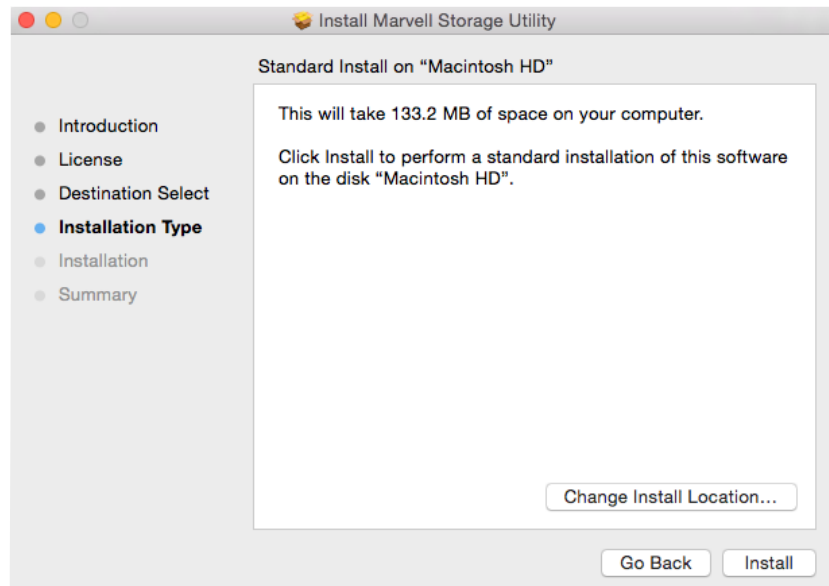 Install Marvell Storage Utility
Standard Install on “Macintosh HD”
Introduction
License
Destination Select
Installation Type
Installation
Summary
This will take 133.2 MB of space on your computer.
Click Install to perform a standard installation of this software
on the disk “Macintosh HD”.
Change Install Location...
Go Back
Install